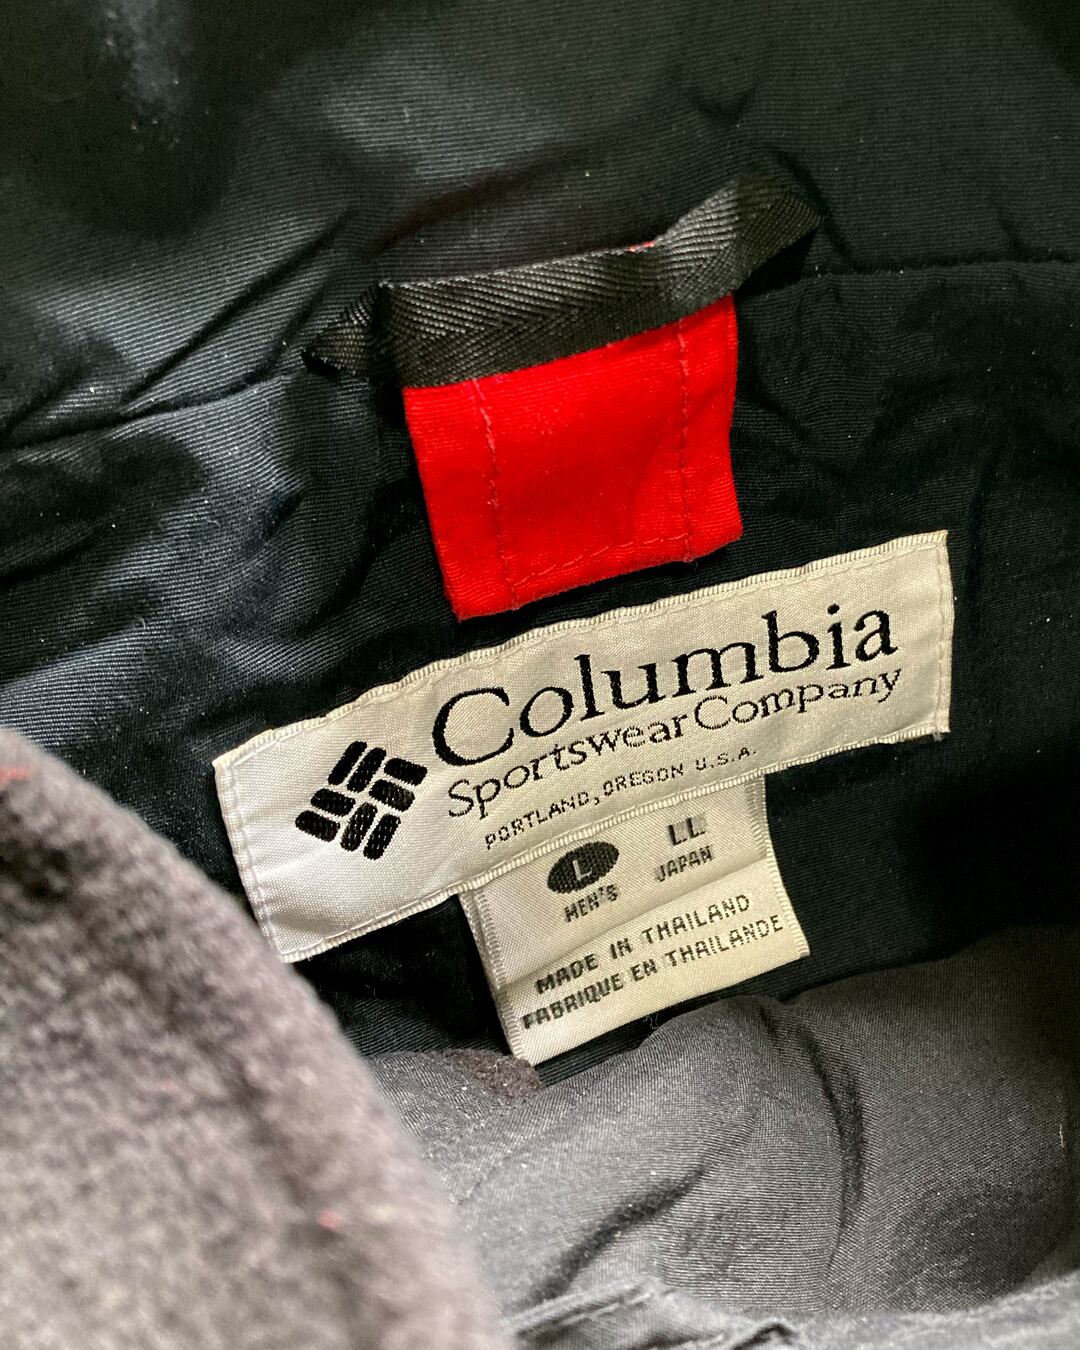 Columbia
Sportswear Company
PORTLAND, OREGON U.S.A.
L LL
MEN'S JAPAN
MADE IN THAILAND
FABRIQUE EN THAILANDE